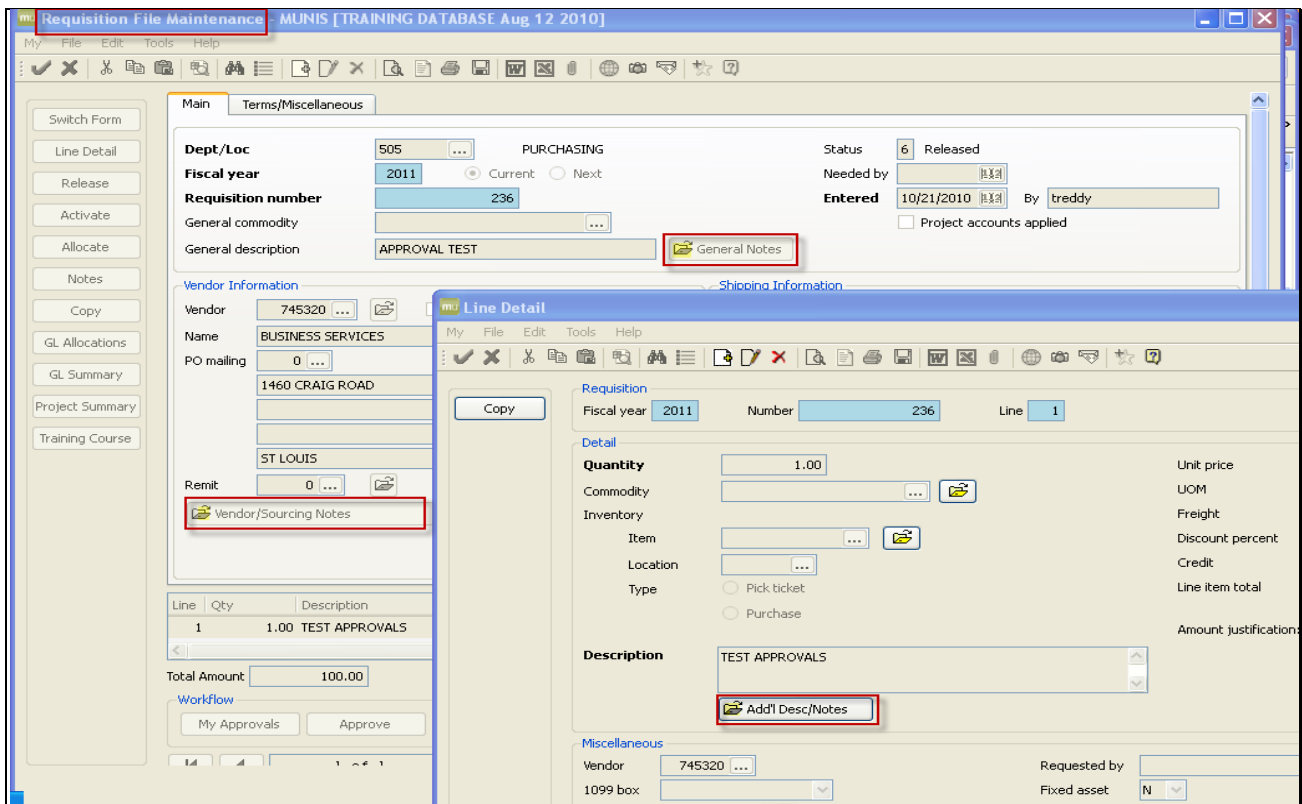 Requisition File Maintenance - MUNIS [TRAINING DATABASE Aug 12 2010]
My File Edit Tools Help
Main Terms/Miscellaneous
Switch Form
Line Detail
Release
Activate
Allocate
Notes
Copy
GL Allocations
GL Summary
Project Summary
Training Course
Dept/Loc 505 ... PURCHASING Status 6 Released
Fiscal year 2011 Current Next Needed by
Requisition number 236 Entered 10/21/2010 By treddy
General commodity ... Project accounts applied
General description APPROVAL TEST General Notes
Vendor Information Shipping Information
Vendor 745320 ...
Name BUSINESS SERVICES
PO mailing 0 ...
1460 CRAIG ROAD
ST LOUIS
Remit 0 ...
Vendor/Sourcing Notes
Line Qty Description
1 1.00 TEST APPROVALS
Total Amount 100.00
Workflow
My Approvals Approve
Line Detail
My File Edit Tools Help
Copy
Requisition
Fiscal year 2011 Number 236 Line 1
Detail
Quantity 1.00 Unit price
Commodity ... UOM
Inventory Freight
Item ... Discount percent
Location ... Credit
Type Pick ticket Line item total
Purchase
Amount justification:
Description TEST APPROVALS
Add'l Desc/Notes
Miscellaneous
Vendor 745320 ... Requested by
1099 box Fixed asset N